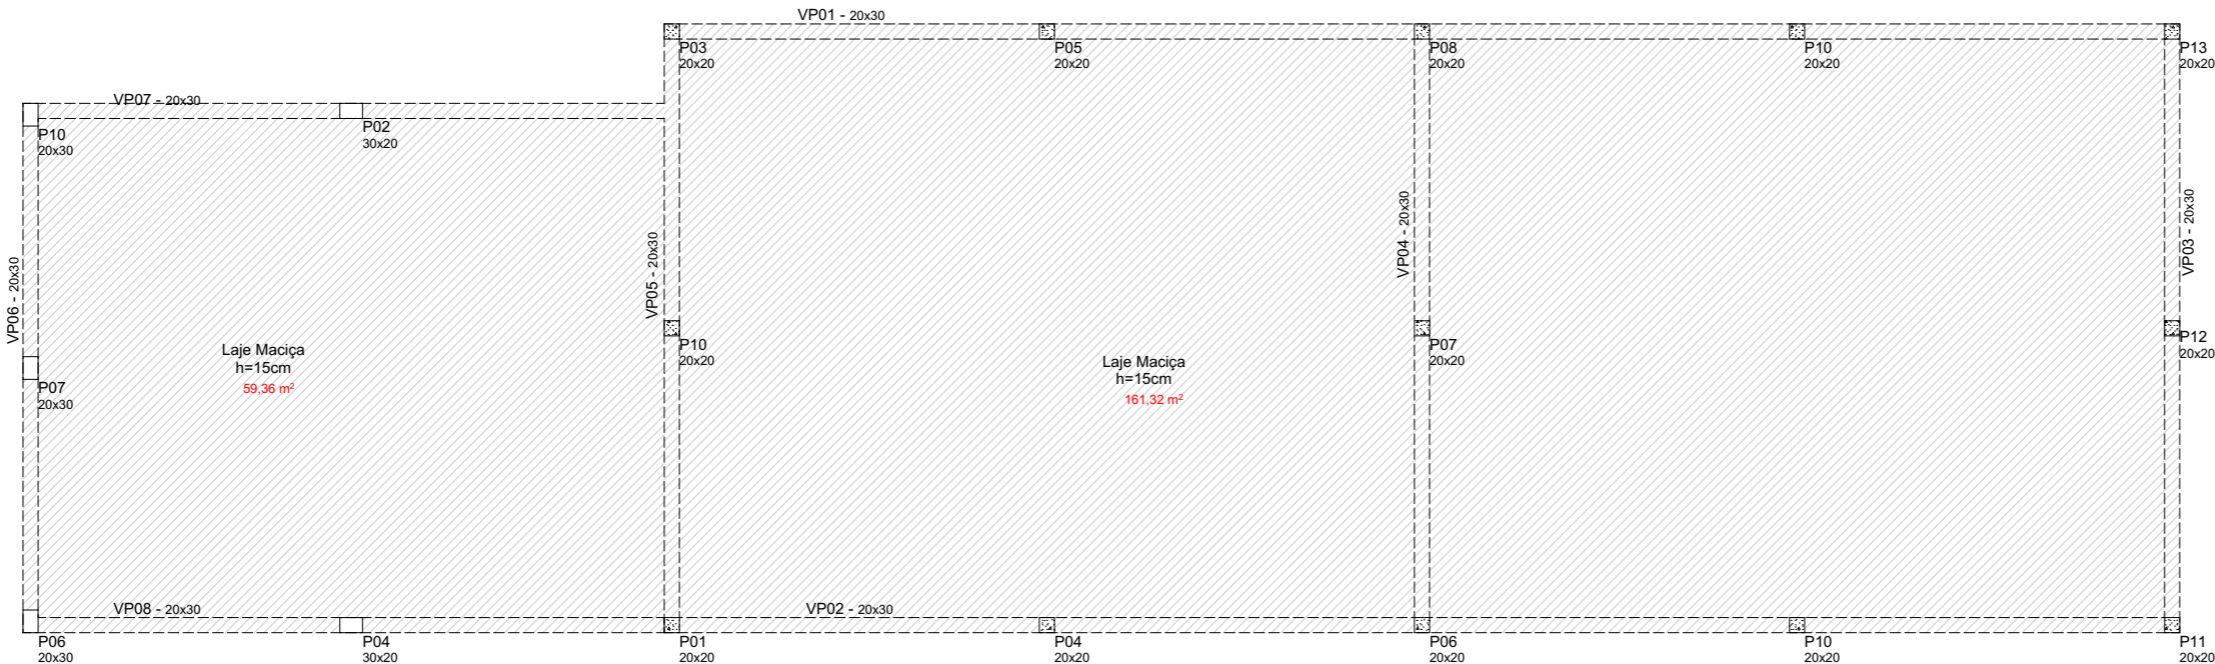 VP01 - 20x30
P03
20x20
P05
20x20
P08
20x20
P10
20x20
P13
20x20
VP07 - 20x30
P10
20x30
P02
30x20
VP06 - 20x30
VP05 - 20x30
VP04 - 20x30
VP03 - 20x30
Laje Maciça
h=15cm
59,36 m²
P10
20x20
Laje Maciça
h=15cm
161,32 m²
P07
20x20
P12
20x20
P07
20x30
VP08 - 20x30
VP02 - 20x30
P06
20x30
P04
30x20
P01
20x20
P04
20x20
P06
20x20
P10
20x20
P11
20x20